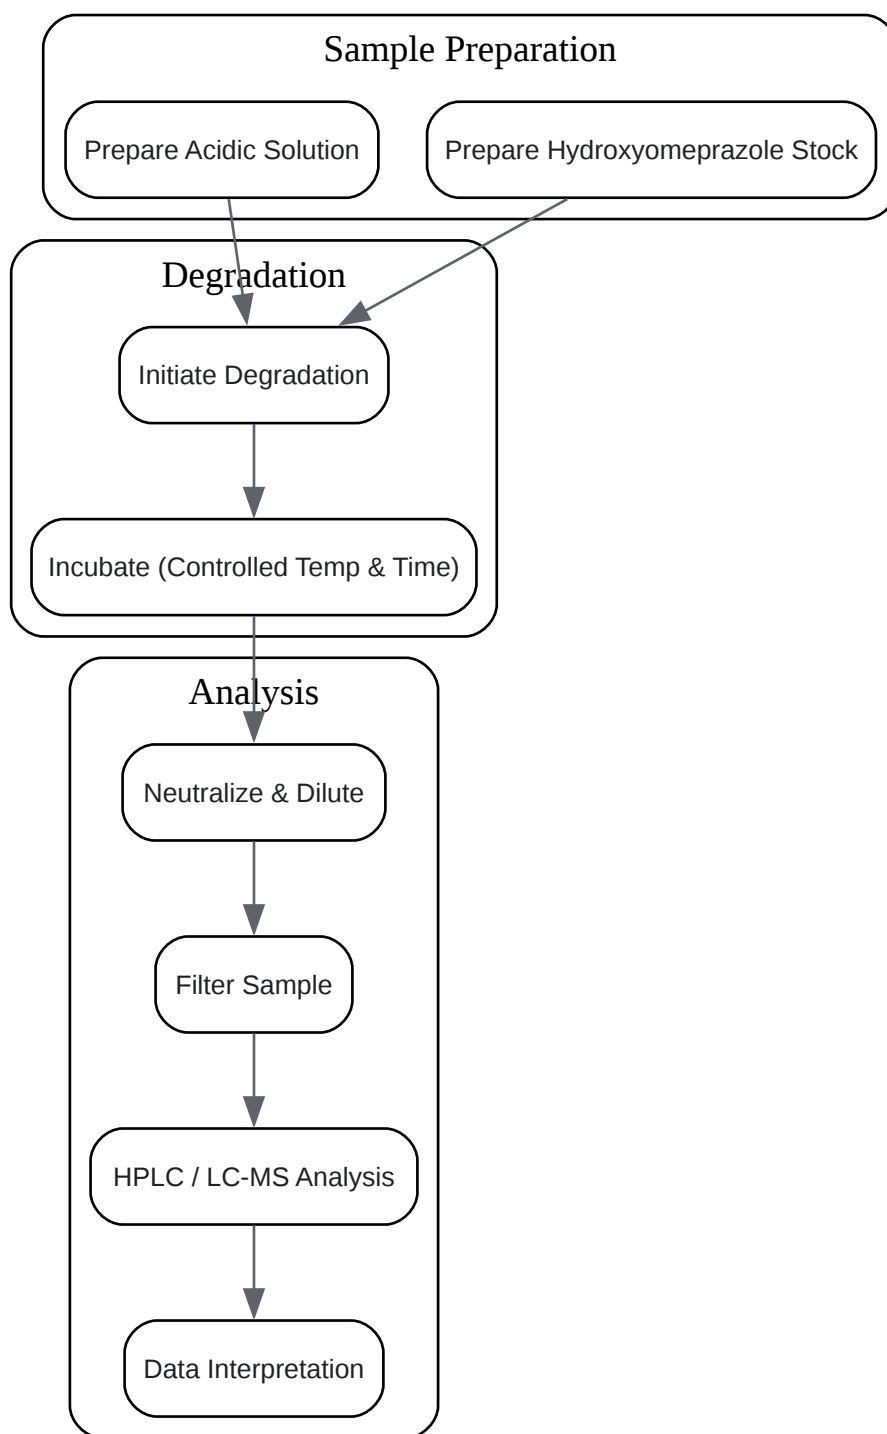 Sample Preparation
Prepare Acidic Solution
Prepare Hydroxyomeprazole Stock
Degradation
Initiate Degradation
Incubate (Controlled Temp & Time)
Analysis
Neutralize & Dilute
Filter Sample
HPLC / LC-MS Analysis
Data Interpretation